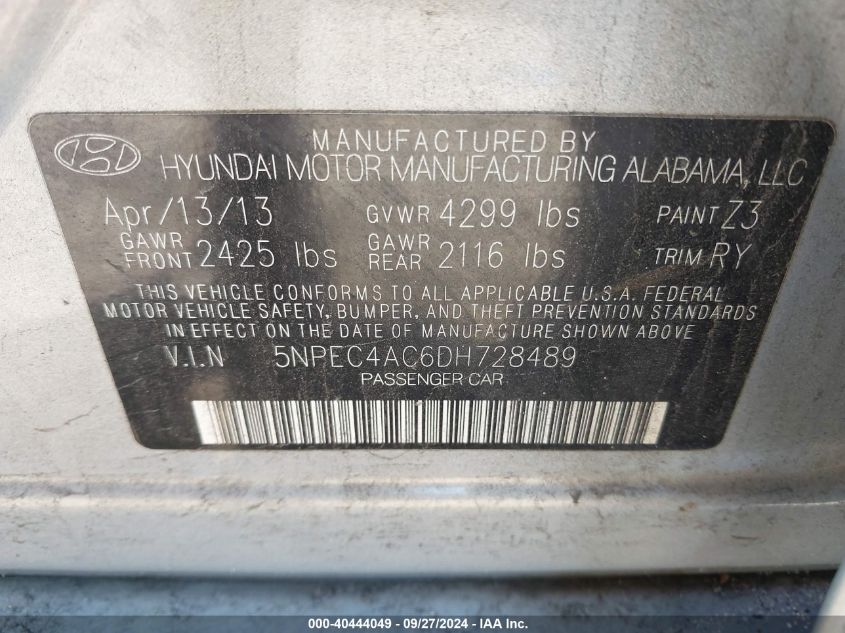 MANUFACTURED BY
HYUNDAI MOTOR MANUFACTURING ALABAMA, LLC
Apr/13/13 GVWR 4299 lbs PAINT Z3
GAWR FRONT 2425 lbs GAWR REAR 2116 lbs TRIM RY
THIS VEHICLE CONFORMS TO ALL APPLICABLE U.S.A. FEDERAL
MOTOR VEHICLE SAFETY, BUMPER, AND THEFT PREVENTION STANDARDS
IN EFFECT ON THE DATE OF MANUFACTURE SHOWN ABOVE
V.I.N 5NPEC4AC6DH728489
PASSENGER CAR
000-40444049 - 09/27/2024 - IAAI.com